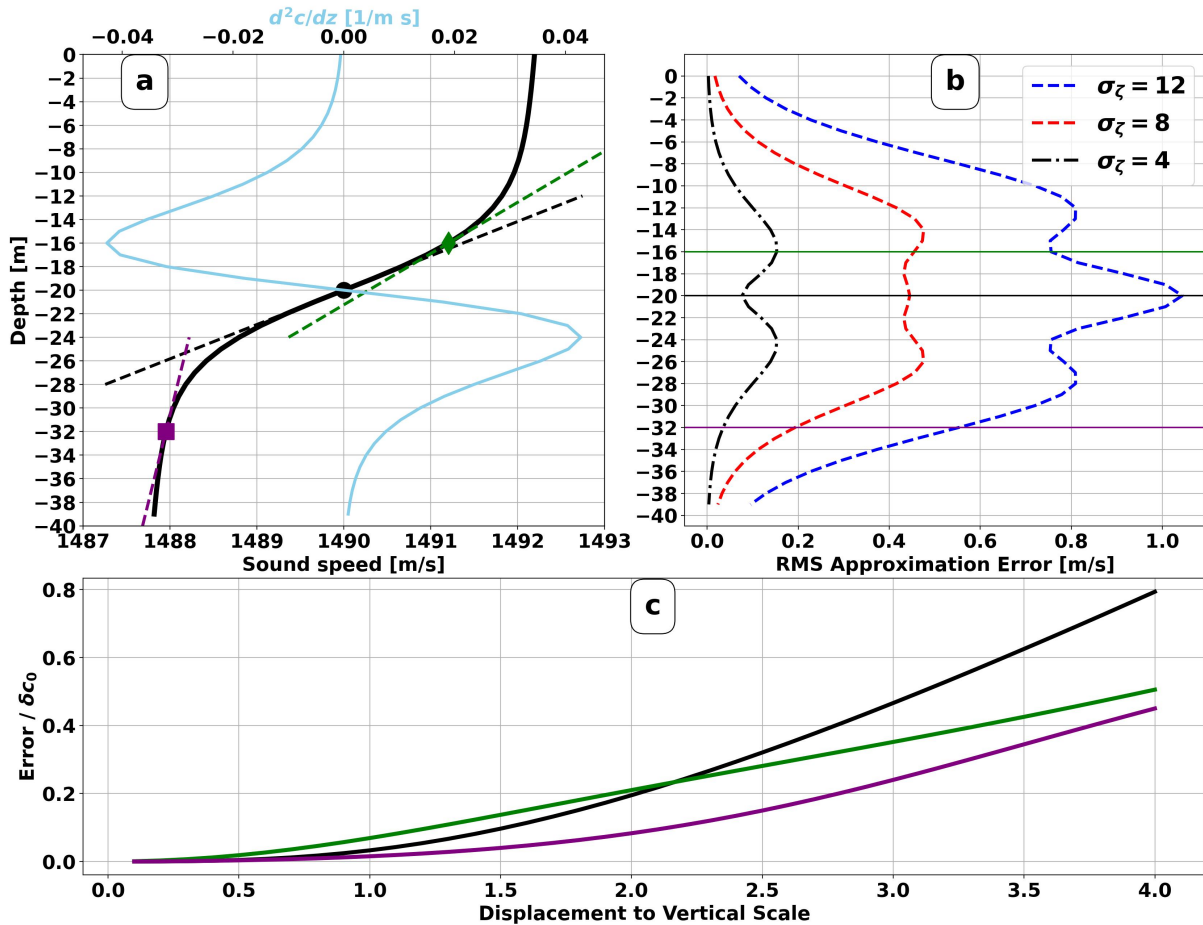 d²c/dz [1/m s]
−0.04 −0.02 0.00 0.02 0.04
a
0
−2
−4
−6
−8
−10
−12
−14
−16
−18
−20
−22
−24
−26
−28
−30
−32
−34
−36
−38
−40
Depth [m]
1487 1488 1489 1490 1491 1492 1493
Sound speed [m/s]
b
σζ = 12
σζ = 8
σζ = 4
0
−2
−4
−6
−8
−10
−12
−14
−16
−18
−20
−22
−24
−26
−28
−30
−32
−34
−36
−38
−40
0.0 0.2 0.4 0.6 0.8 1.0
RMS Approximation Error [m/s]
c
0.8
0.6
0.4
0.2
0.0
Error / δc₀
0.0 0.5 1.0 1.5 2.0 2.5 3.0 3.5 4.0
Displacement to Vertical Scale